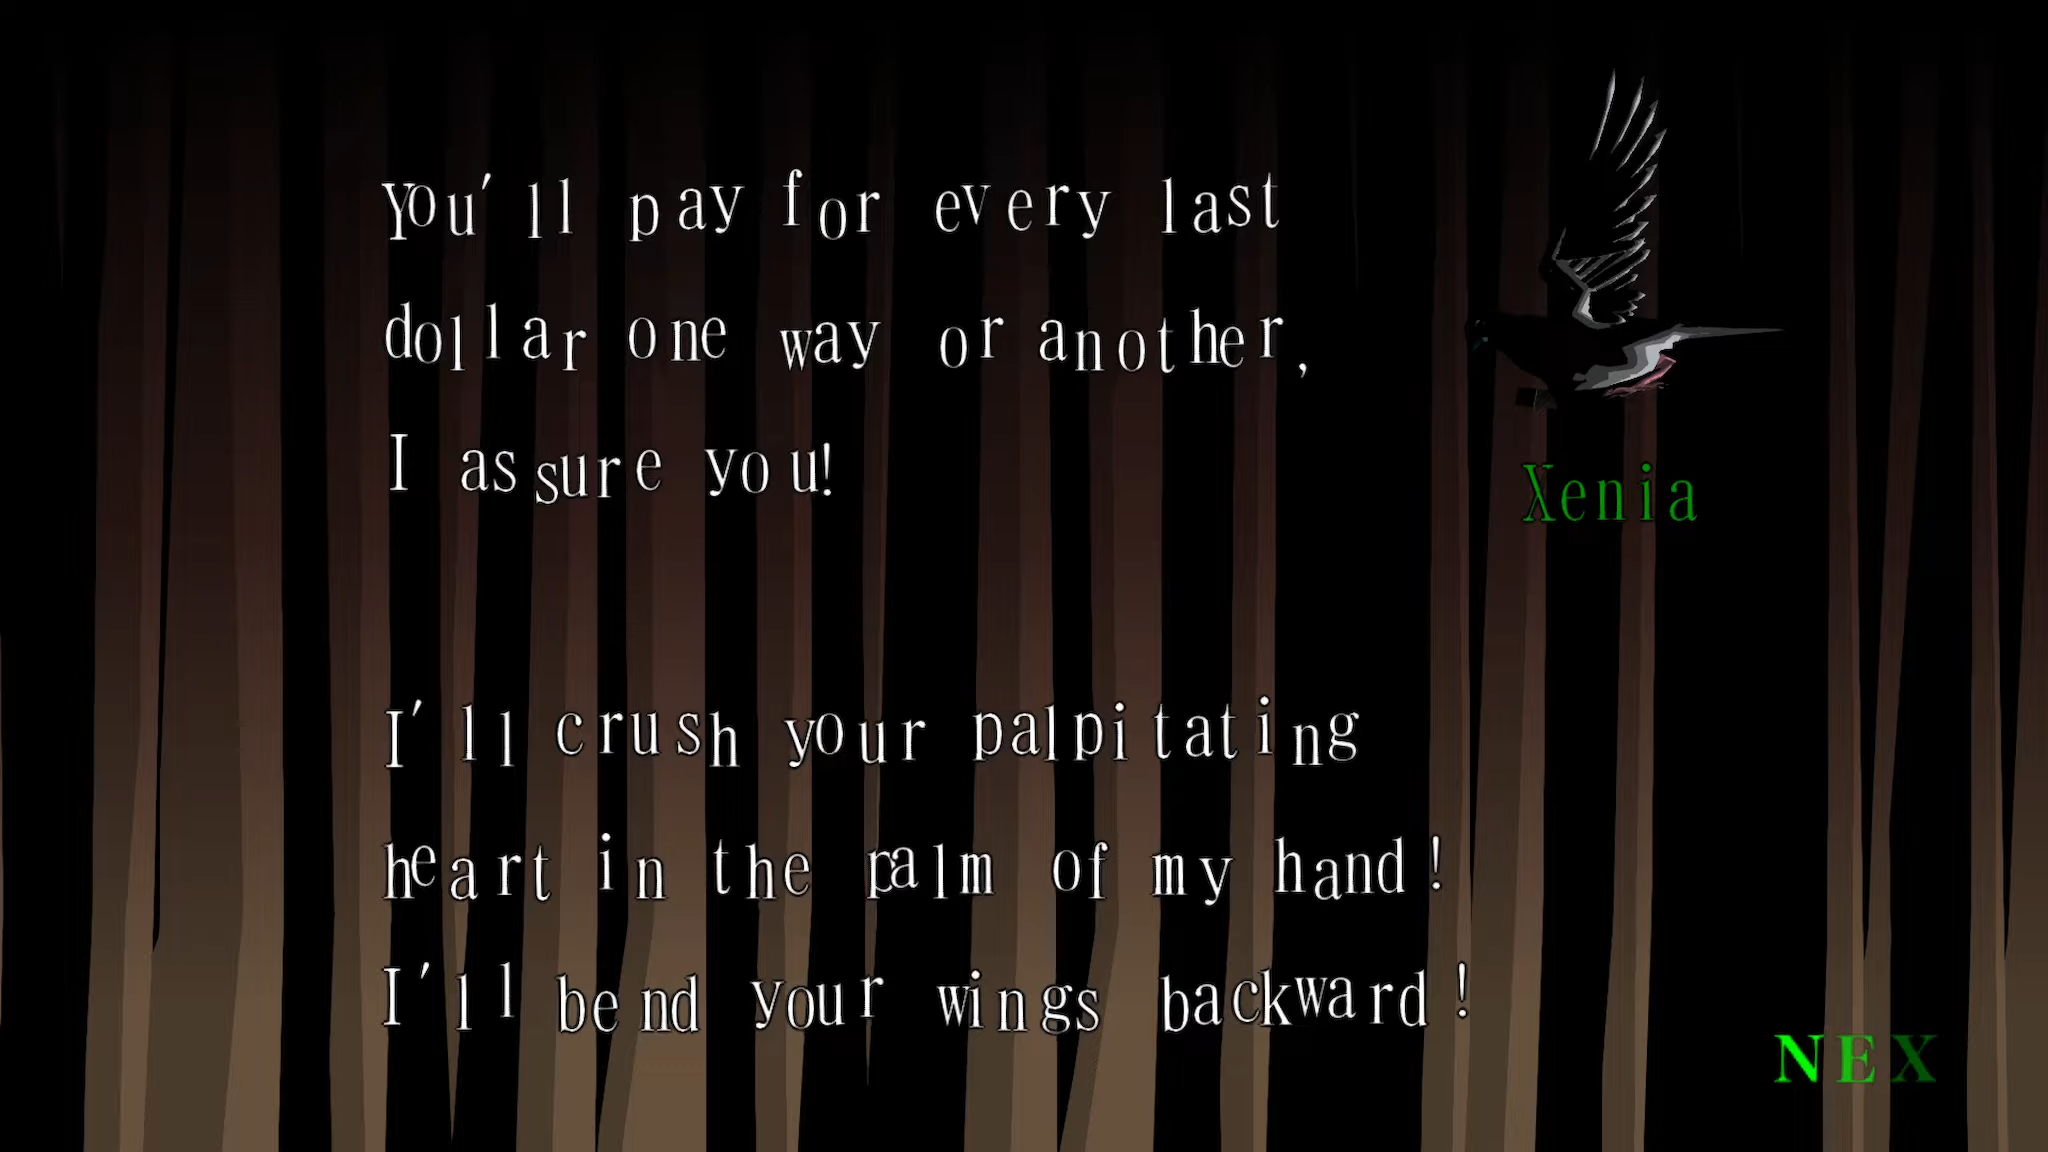 You'll pay for every last
dollar one way or another,
I assure you!
Xenia
I'll crush your palpitating
heart in the palm of my hand!
I'll bend your wings backward!
NEX